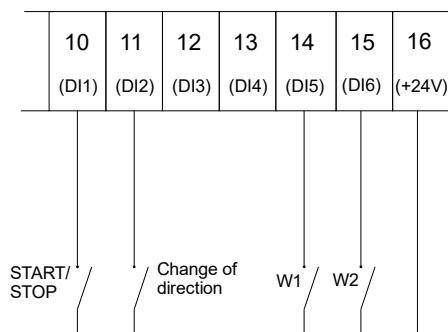 10 11 12 13 14 15 16
(DI1) (DI2) (DI3) (DI4) (DI5) (DI6) (+24V)
START/
STOP
Change of
direction
W1
W2